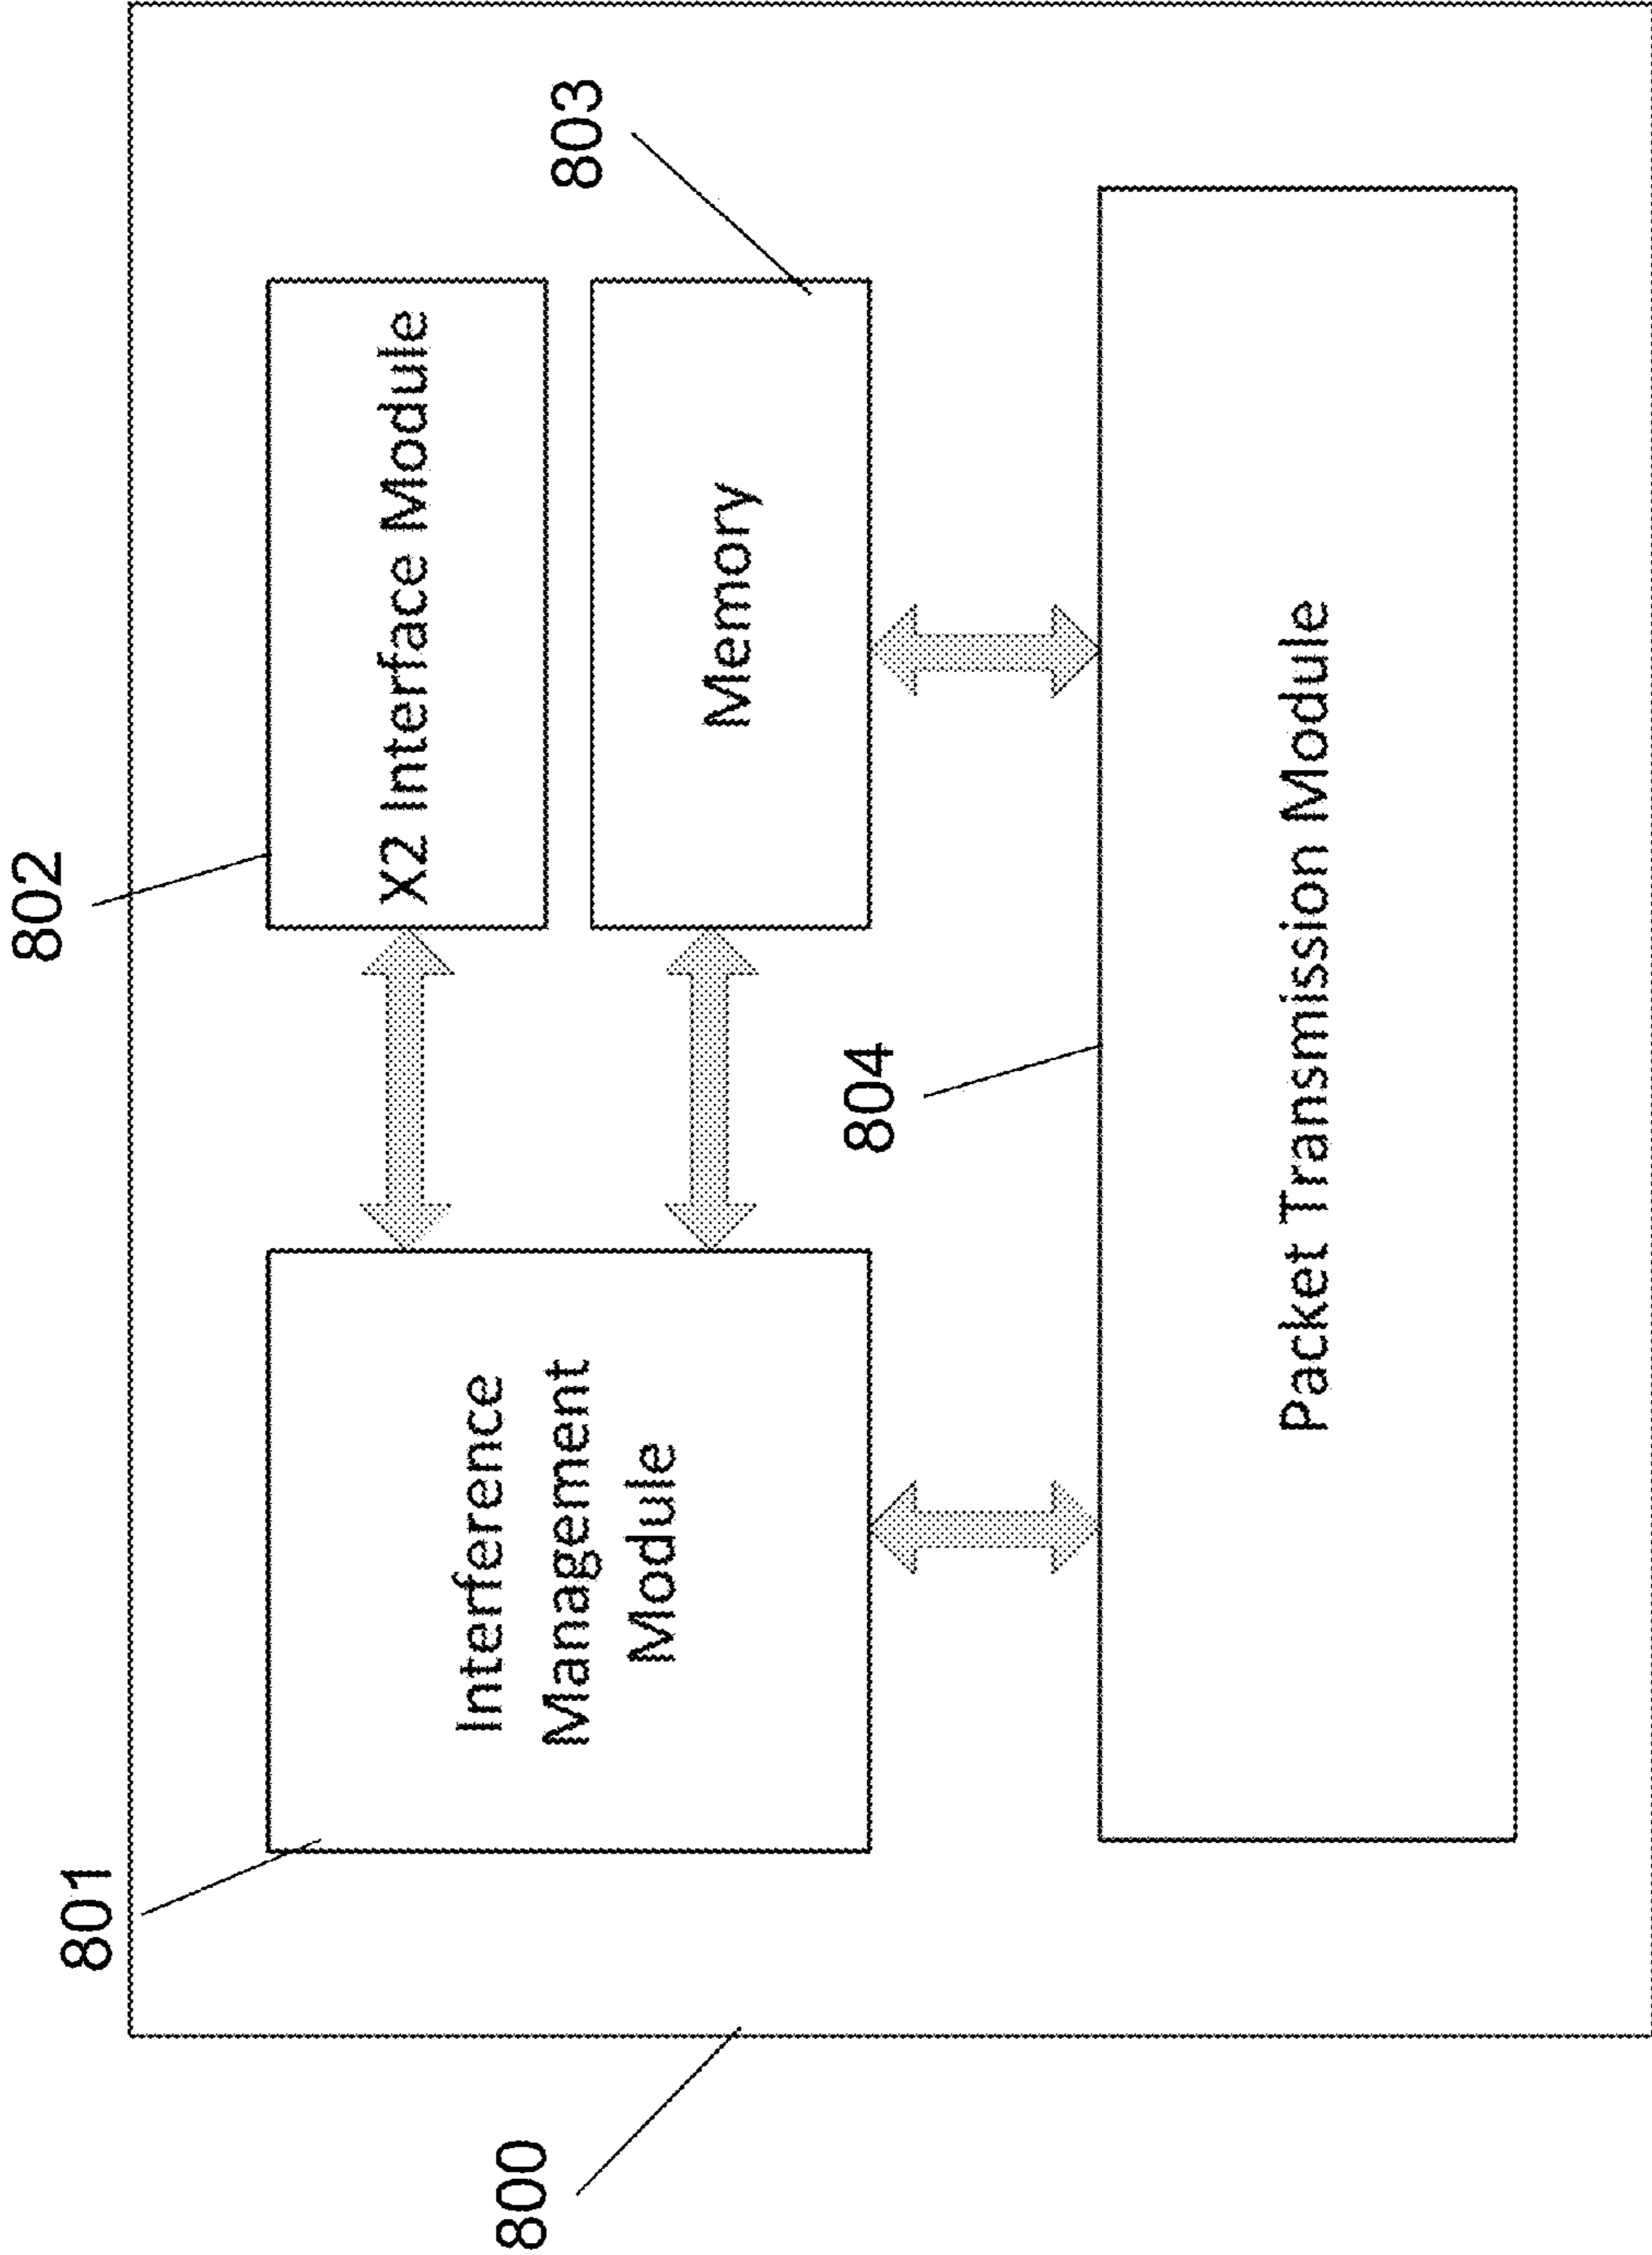 802
803
801
X2 Interface Module
Interference
Management
Module
Memory
804
800
Packet Transmission Module